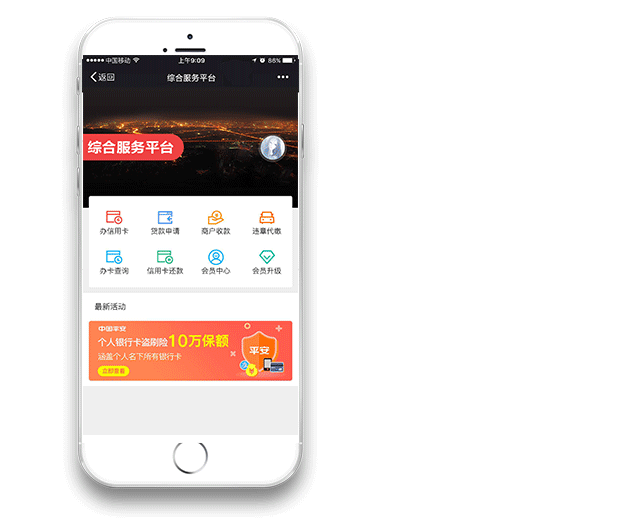 ●●●●● 中国移动 上午9:09 86%
返回 综合服务平台 •••
综合服务平台
办信用卡 贷款申请 商户收款 违章代缴
办卡查询 信用卡还款 会员中心 会员升级
最新活动
中国平安
个人银行卡盗刷险10万保额
涵盖个人名下所有银行卡
平安
立即查看